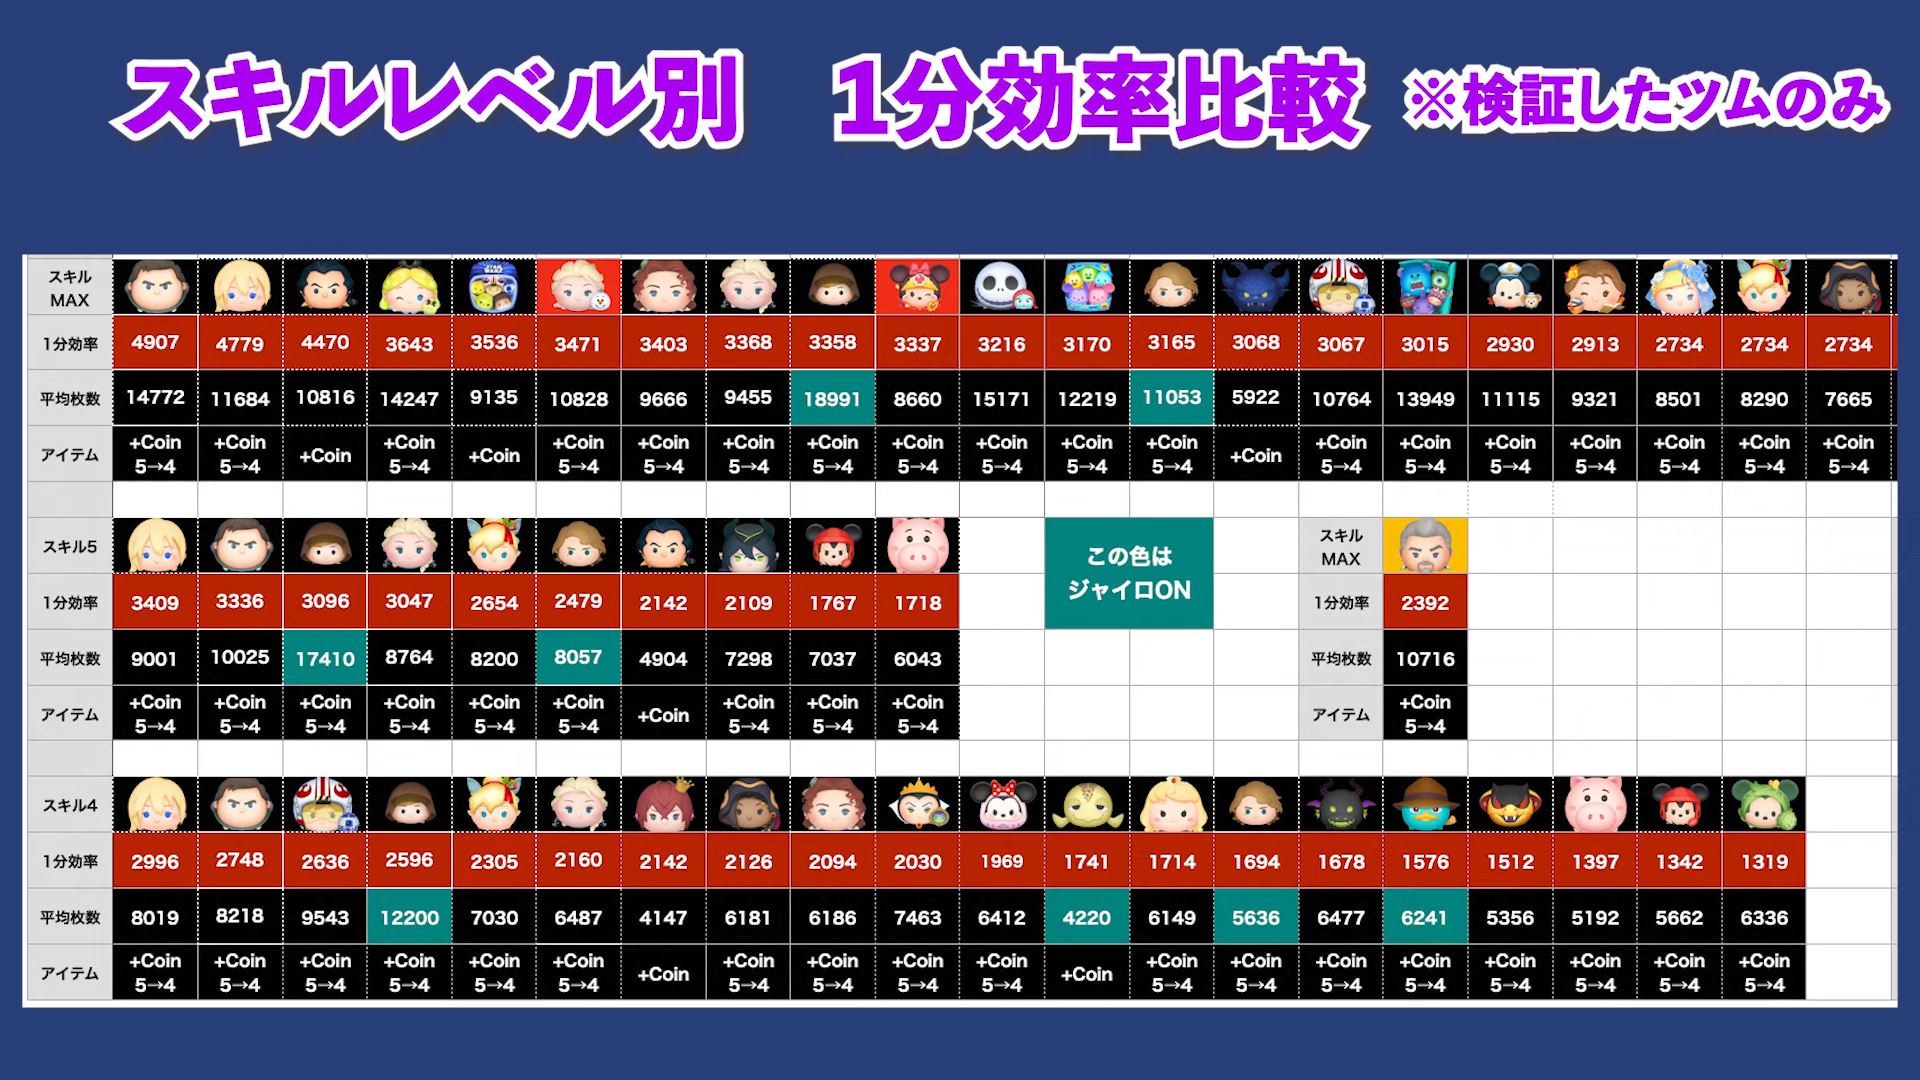 スキルレベル別 1分効率比較 ※検証したツムのみ
スキル
MAX
1分効率 4907 4779 4470 3643 3536 3471 3403 3368 3358 3337 3216 3170 3165 3068 3067 3015 2930 2913 2734 2734 2734
平均枚数 14772 11684 10816 14247 9135 10828 9666 9455 18991 8660 15171 12219 11053 5922 10764 13949 11115 9321 8501 8290 7665
アイテム +Coin 5→4 +Coin 5→4 +Coin +Coin 5→4 +Coin +Coin 5→4 +Coin 5→4 +Coin 5→4 +Coin 5→4 +Coin 5→4 +Coin 5→4 +Coin 5→4 +Coin 5→4 +Coin +Coin 5→4 +Coin 5→4 +Coin 5→4 +Coin 5→4 +Coin 5→4 +Coin 5→4 +Coin 5→4
スキル5
1分効率 3409 3336 3096 3047 2654 2479 2142 2109 1767 1718
平均枚数 9001 10025 17410 8764 8200 8057 4904 7298 7037 6043
アイテム +Coin 5→4 +Coin 5→4 +Coin 5→4 +Coin 5→4 +Coin 5→4 +Coin 5→4 +Coin +Coin 5→4 +Coin 5→4 +Coin 5→4
この色は
ジャイロON
スキル
MAX
1分効率 2392
平均枚数 10716
アイテム +Coin 5→4
スキル4
1分効率 2996 2748 2636 2596 2305 2160 2142 2126 2094 2030 1969 1741 1714 1694 1678 1576 1512 1397 1342 1319
平均枚数 8019 8218 9543 12200 7030 6487 4147 6181 6186 7463 6412 4220 6149 5636 6477 6241 5356 5192 5662 6336
アイテム +Coin 5→4 +Coin 5→4 +Coin 5→4 +Coin 5→4 +Coin 5→4 +Coin 5→4 +Coin +Coin 5→4 +Coin 5→4 +Coin 5→4 +Coin 5→4 +Coin +Coin 5→4 +Coin 5→4 +Coin 5→4 +Coin 5→4 +Coin 5→4 +Coin 5→4 +Coin 5→4 +Coin 5→4